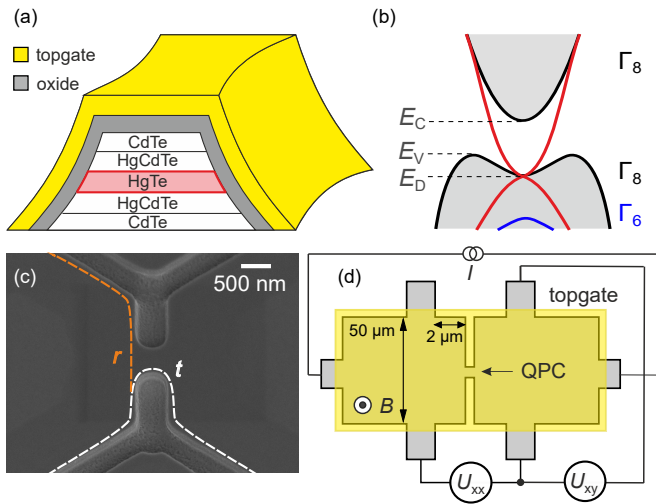 (a)
topgate
oxide
CdTe
HgCdTe
HgTe
HgCdTe
CdTe
(b)
Γ8
EC
EV
Γ8
ED
Γ6
(c)
500 nm
r
t
(d)
I
topgate
50 µm
2 µm
QPC
B
Uxx
Uxy